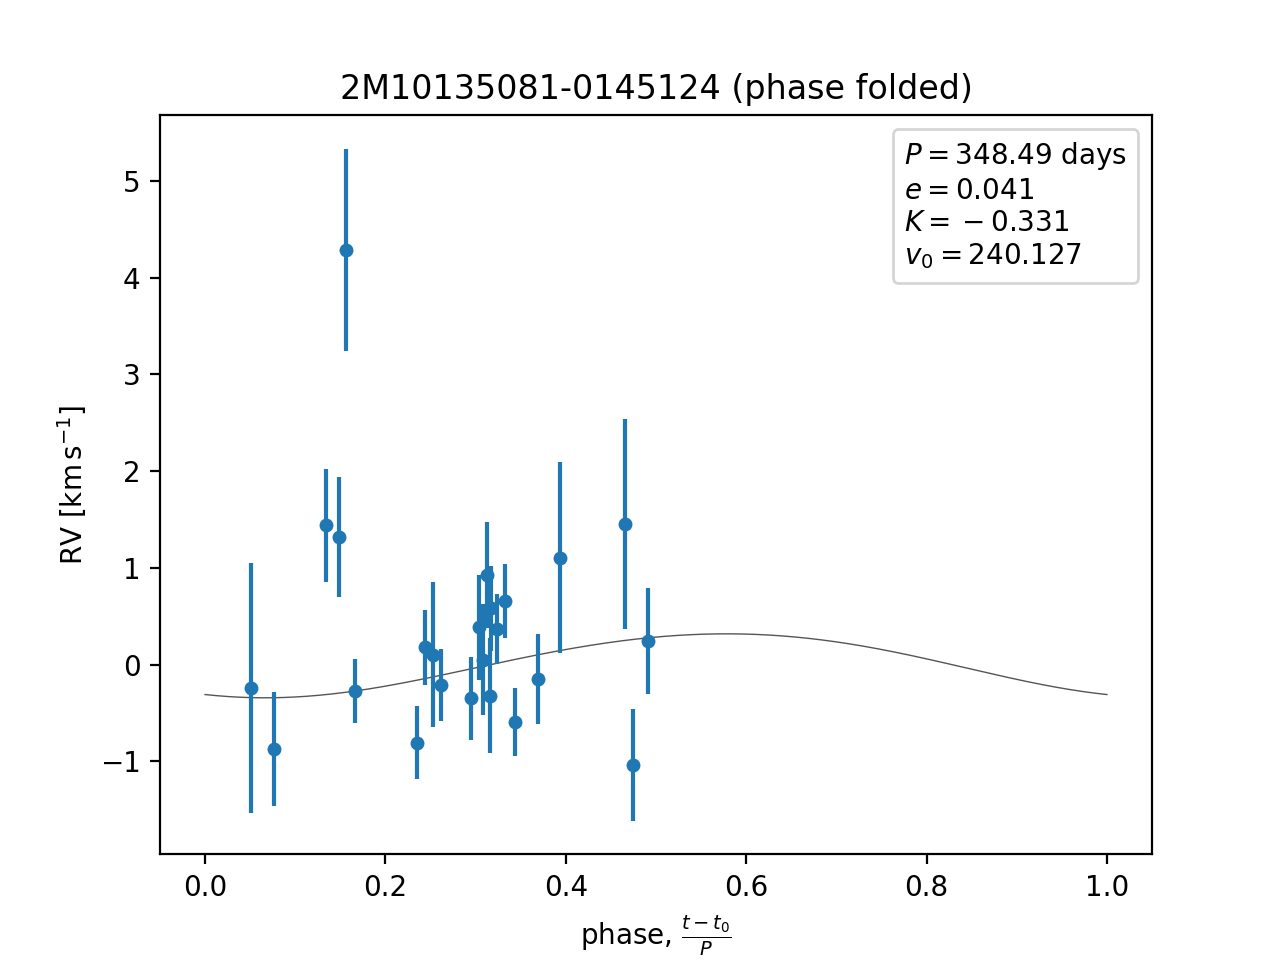 2M10135081-0145124 (phase folded)
P = 348.49 days
e = 0.041
K = −0.331
v₀ = 240.127
RV [km s⁻¹]
5
4
3
2
1
0
−1
0.0 0.2 0.4 0.6 0.8 1.0
phase, (t − t₀)/P